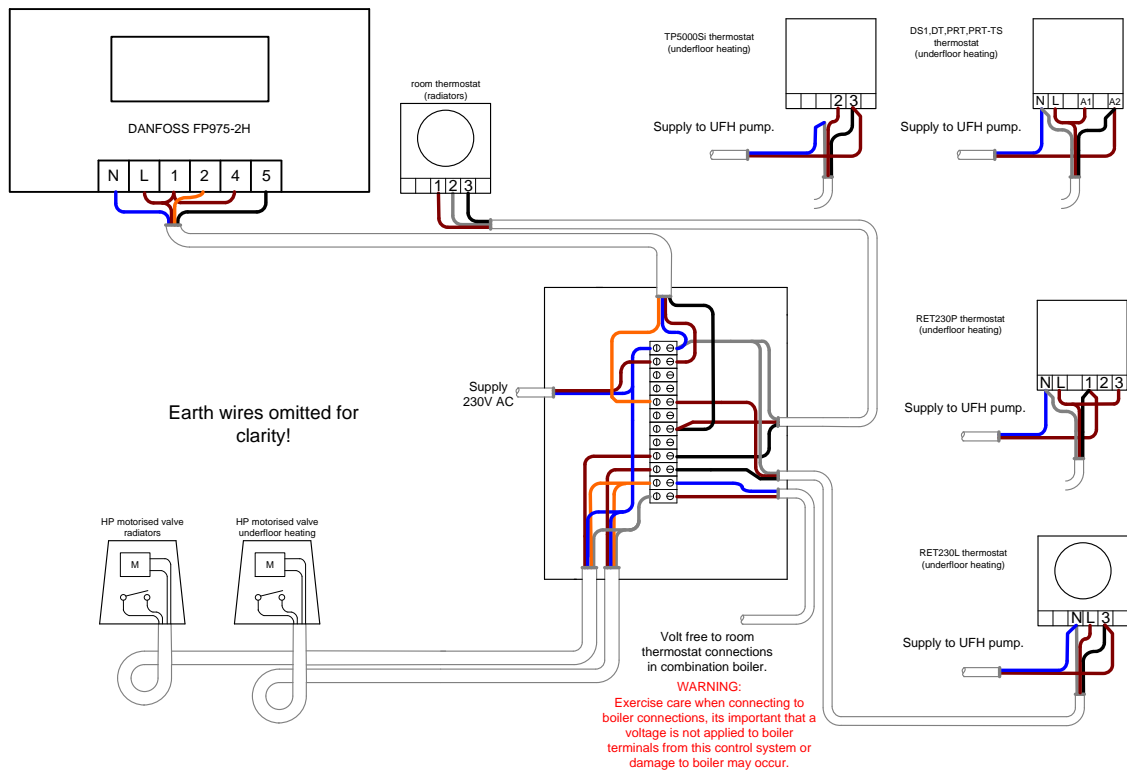 DANFOSS FP975-2H
N L 1 2 4 5
room thermostat
(radiators)
1 2 3
TP5000Si thermostat
(underfloor heating)
2 3
Supply to UFH pump.
DS1,DT,PRT,PRT-TS
thermostat
(underfloor heating)
N L A1 A2
Supply to UFH pump.
RET230P thermostat
(underfloor heating)
N L 1 2 3
Supply to UFH pump.
Supply
230V AC
Earth wires omitted for
clarity!
HP motorised valve
radiators
M
HP motorised valve
underfloor heating
M
RET230L thermostat
(underfloor heating)
N L 3
Supply to UFH pump.
Volt free to room
thermostat connections
in combination boiler.
WARNING:
Exercise care when connecting to
boiler connections, its important that a
voltage is not applied to boiler
terminals from this control system or
damage to boiler may occur.